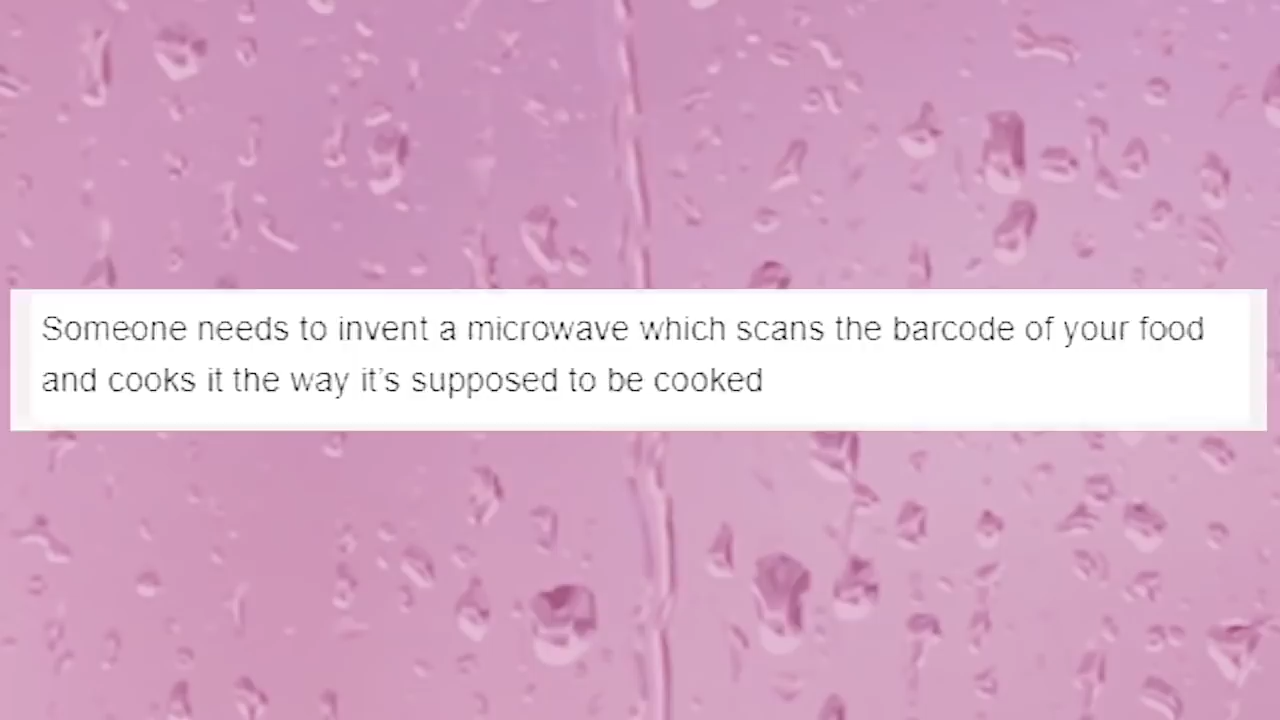 Someone needs to invent a microwave which scans the barcode of your food
and cooks it the way it's supposed to be cooked